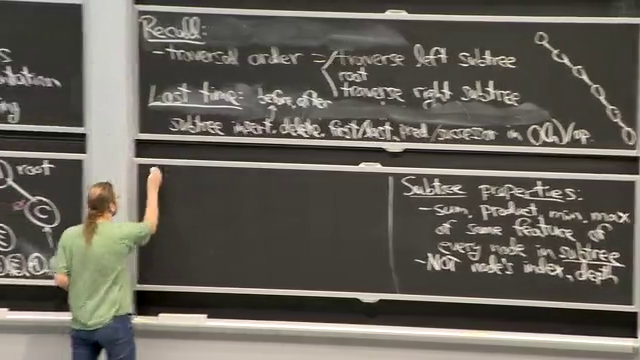 s
itation
ing
root
C
Recall:
- traversal order = traverse left subtree
root
traverse right subtree
Last time: before, after
subtree insert, delete, first/last, pred/successor in O(h)/op.
Subtree properties:
- sum, product, min, max
of some feature of
every node in subtree
- NOT node's index, depth